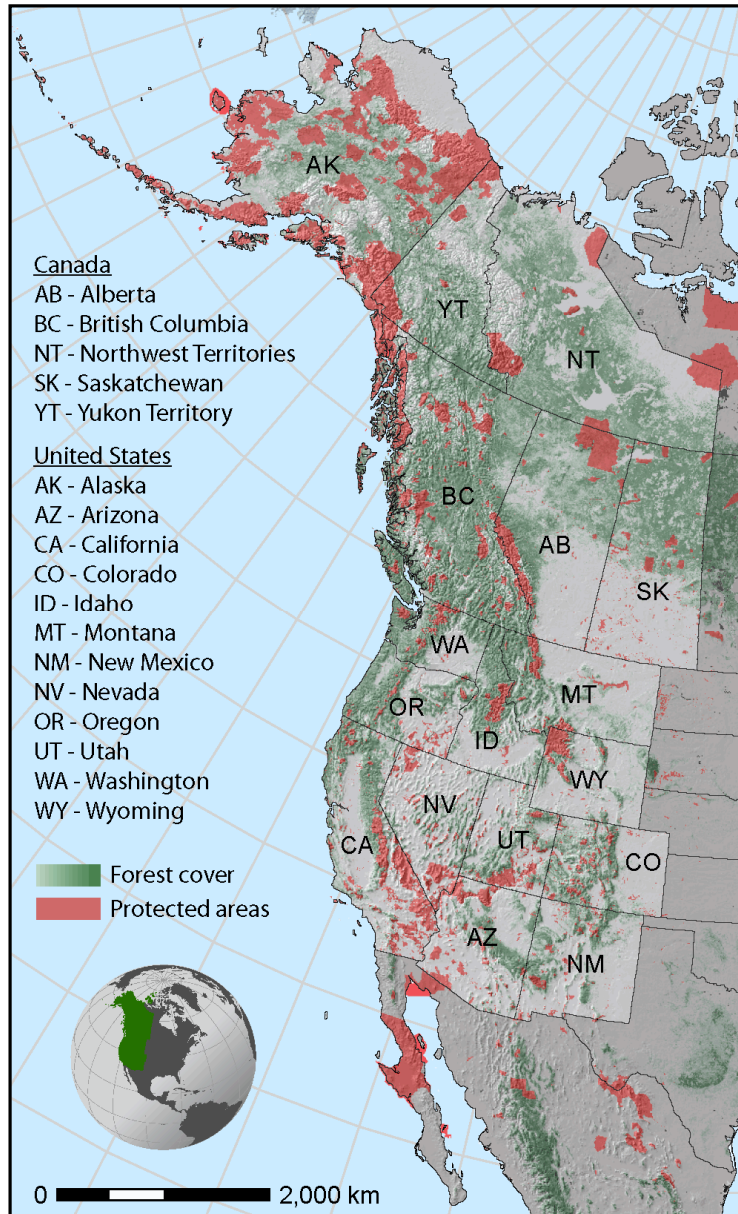 AK
Canada
AB - Alberta
BC - British Columbia
NT - Northwest Territories
SK - Saskatchewan
YT - Yukon Territory
United States
AK - Alaska
AZ - Arizona
CA - California
CO - Colorado
ID - Idaho
MT - Montana
NM - New Mexico
NV - Nevada
OR - Oregon
UT - Utah
WA - Washington
WY - Wyoming
Forest cover
Protected areas
YT
NT
BC
AB
SK
WA
MT
OR
ID
WY
NV
UT
CA
CO
AZ
NM
0 2,000 km